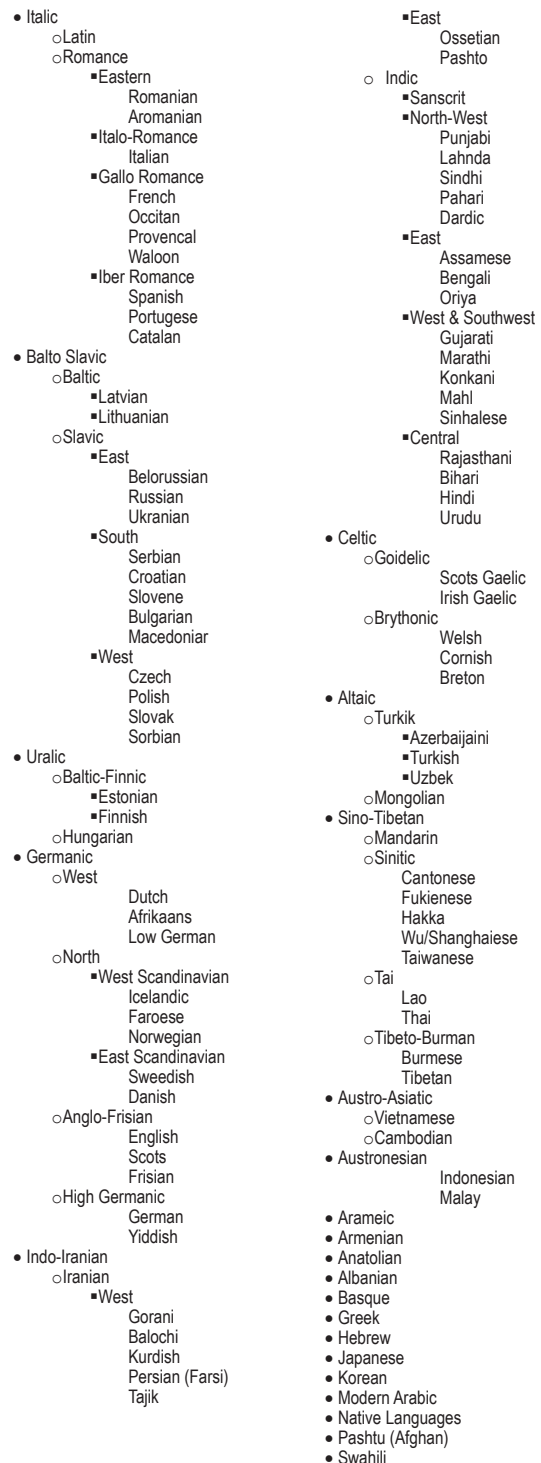 • Italic
○Latin
○Romance
▪Eastern
Romanian
Aromanian
▪Italo-Romance
Italian
▪Gallo Romance
French
Occitan
Provencal
Waloon
▪Iber Romance
Spanish
Portugese
Catalan
• Balto Slavic
○Baltic
▪Latvian
▪Lithuanian
○Slavic
▪East
Belorussian
Russian
Ukranian
▪South
Serbian
Croatian
Slovene
Bulgarian
Macedoniar
▪West
Czech
Polish
Slovak
Sorbian
• Uralic
○Baltic-Finnic
▪Estonian
▪Finnish
○Hungarian
• Germanic
○West
Dutch
Afrikaans
Low German
○North
▪West Scandinavian
Icelandic
Faroese
Norwegian
▪East Scandinavian
Sweedish
Danish
○Anglo-Frisian
English
Scots
Frisian
○High Germanic
German
Yiddish
• Indo-Iranian
○Iranian
▪West
Gorani
Balochi
Kurdish
Persian (Farsi)
Tajik
▪East
Ossetian
Pashto
○ Indic
▪Sanscrit
▪North-West
Punjabi
Lahnda
Sindhi
Pahari
Dardic
▪East
Assamese
Bengali
Oriya
▪West & Southwest
Gujarati
Marathi
Konkani
Mahl
Sinhalese
▪Central
Rajasthani
Bihari
Hindi
Urudu
• Celtic
○Goidelic
Scots Gaelic
Irish Gaelic
○Brythonic
Welsh
Cornish
Breton
• Altaic
○Turkik
▪Azerbaijaini
▪Turkish
▪Uzbek
○Mongolian
• Sino-Tibetan
○Mandarin
○Sinitic
Cantonese
Fukienese
Hakka
Wu/Shanghaiese
Taiwanese
○Tai
Lao
Thai
○Tibeto-Burman
Burmese
Tibetan
• Austro-Asiatic
○Vietnamese
○Cambodian
• Austronesian
Indonesian
Malay
• Arameic
• Armenian
• Anatolian
• Albanian
• Basque
• Greek
• Hebrew
• Japanese
• Korean
• Modern Arabic
• Native Languages
• Pashtu (Afghan)
• Swahili